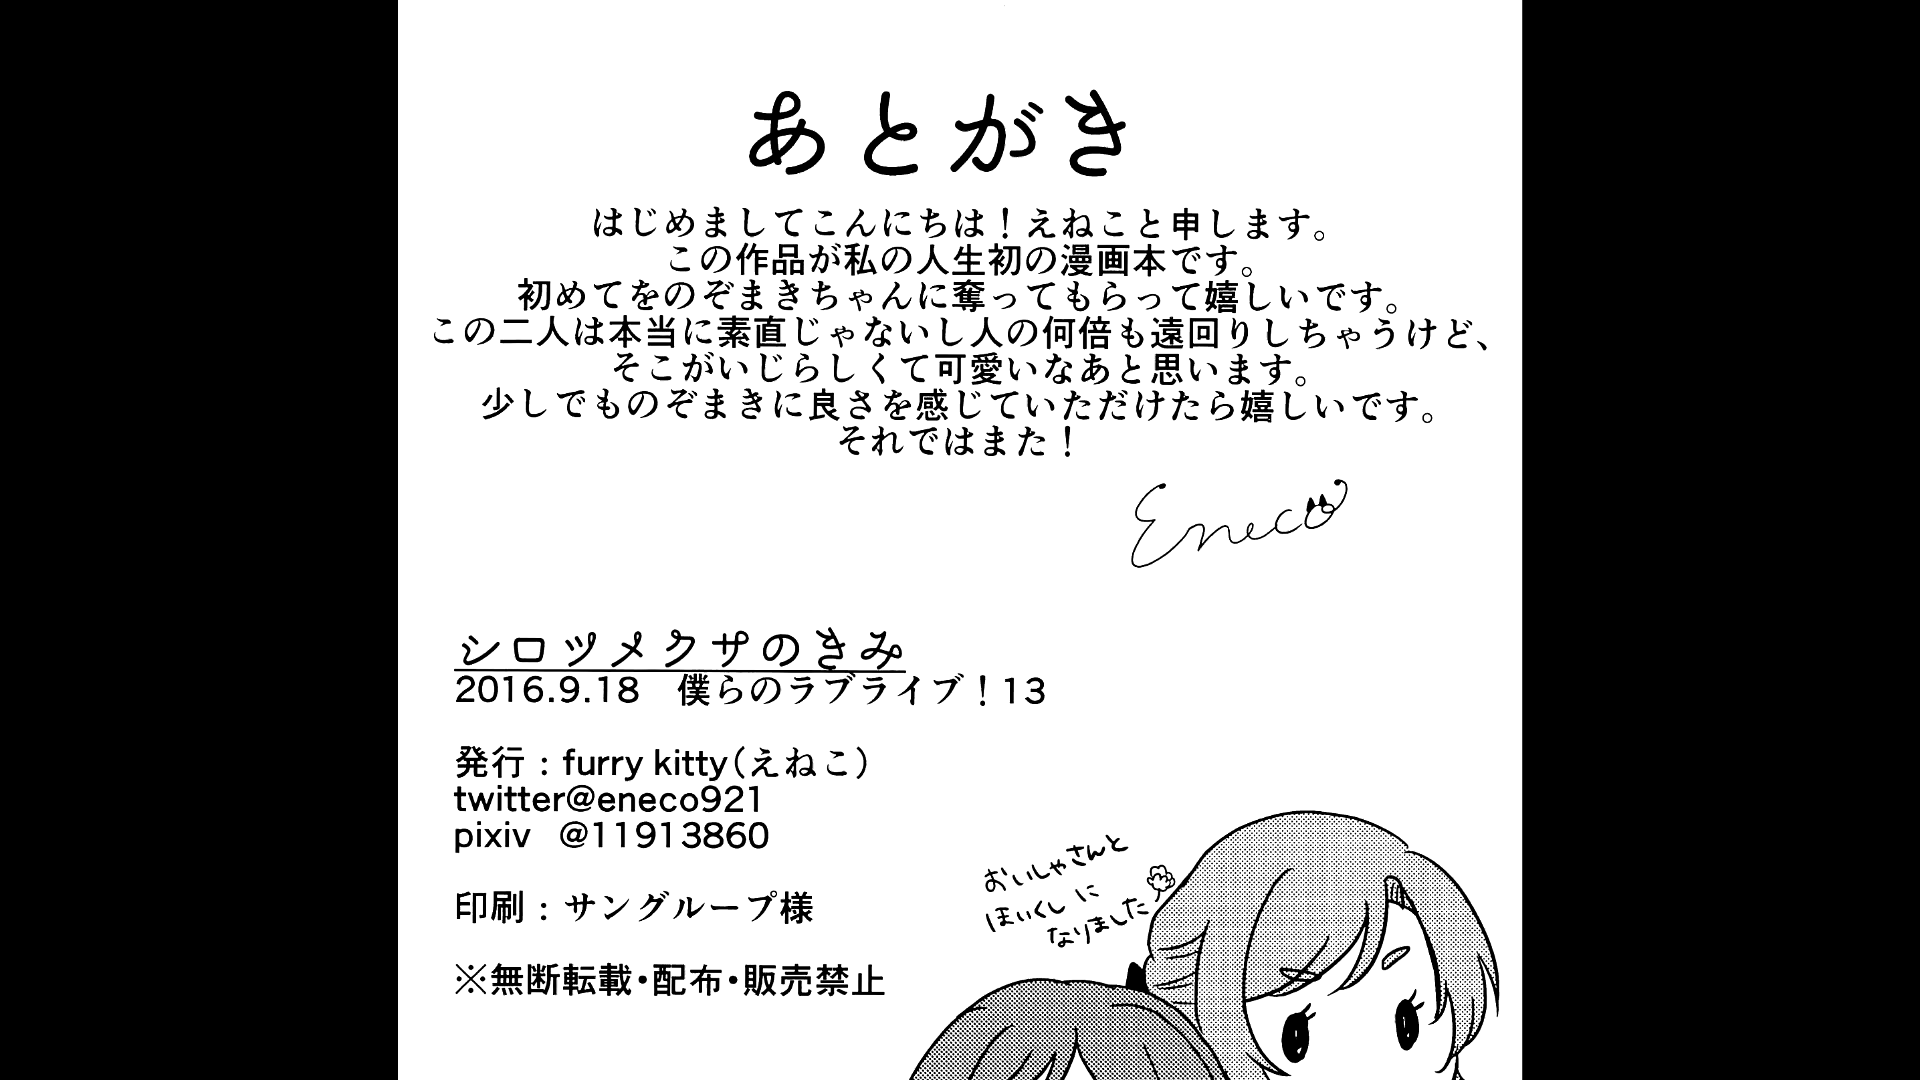 あとがき
はじめましてこんにちは！えねこと申します。
この作品が私の人生初の漫画本です。
初めてをのぞまきちゃんに奪ってもらって嬉しいです。
この二人は本当に素直じゃないし人の何倍も遠回りしちゃうけど、
そこがいじらしくて可愛いなあと思います。
少しでものぞまきに良さを感じていただけたら嬉しいです。
それではまた！
Eneco
シロツメクサのきみ
2016.9.18　僕らのラブライブ！13
発行：furry kitty(えねこ)
twitter@eneco921
pixiv　@11913860
印刷：サングループ様
※無断転載・配布・販売禁止
おいしゃさんと
ほいくしに
なりました